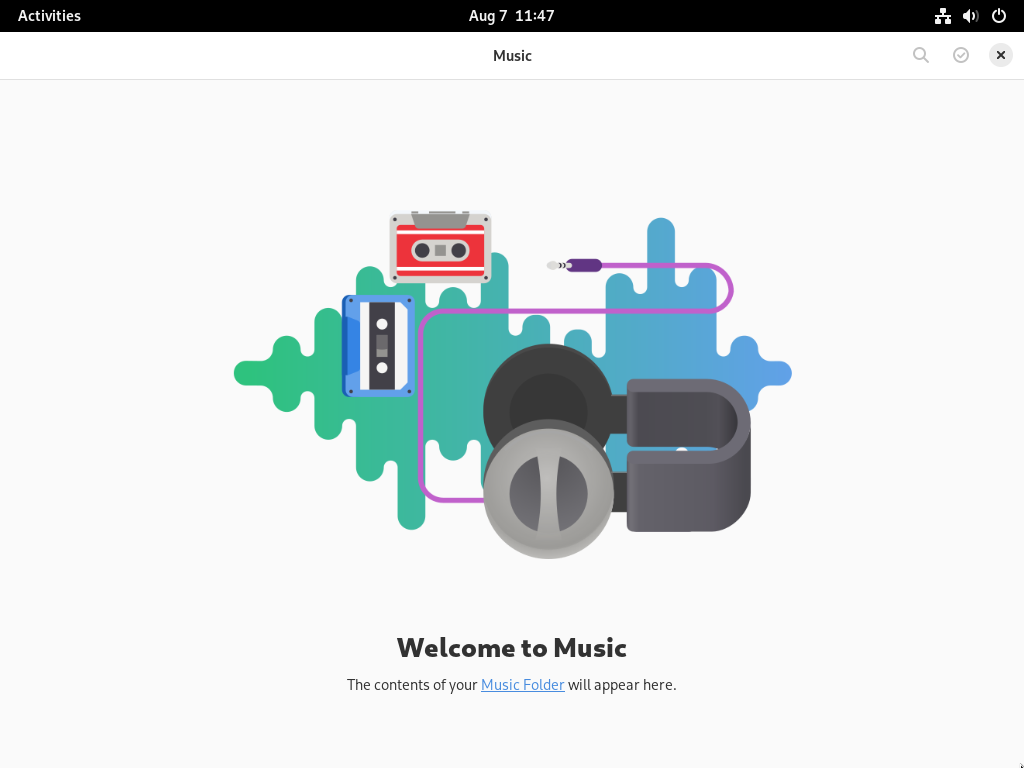 Activities
Aug 7  11:47
Music
Welcome to Music
The contents of your Music Folder will appear here.